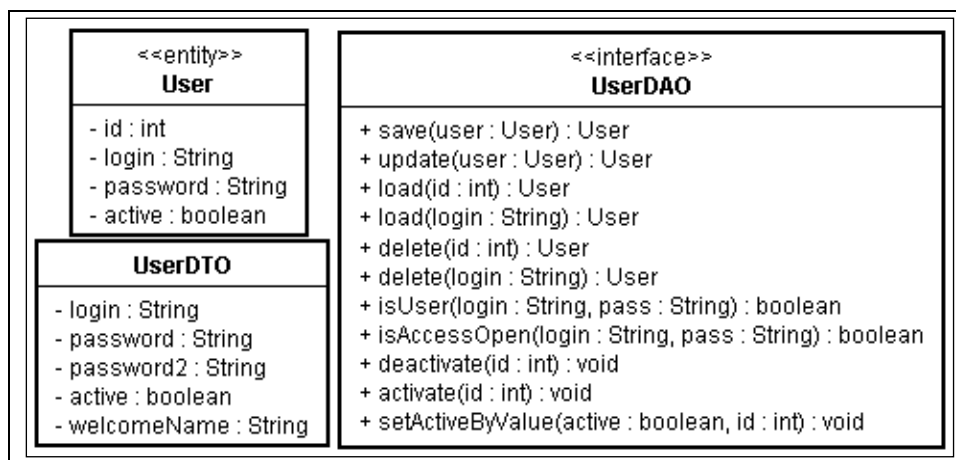 <<entity>>
User
- id : int
- login : String
- password : String
- active : boolean
UserDTO
- login : String
- password : String
- password2 : String
- active : boolean
- welcomeName : String
<<interface>>
UserDAO
+ save(user : User) : User
+ update(user : User) : User
+ load(id : int) : User
+ load(login : String) : User
+ delete(id : int) : User
+ delete(login : String) : User
+ isUser(login : String, pass : String) : boolean
+ isAccessOpen(login : String, pass : String) : boolean
+ deactivate(id : int) : void
+ activate(id : int) : void
+ setActiveByValue(active : boolean, id : int) : void